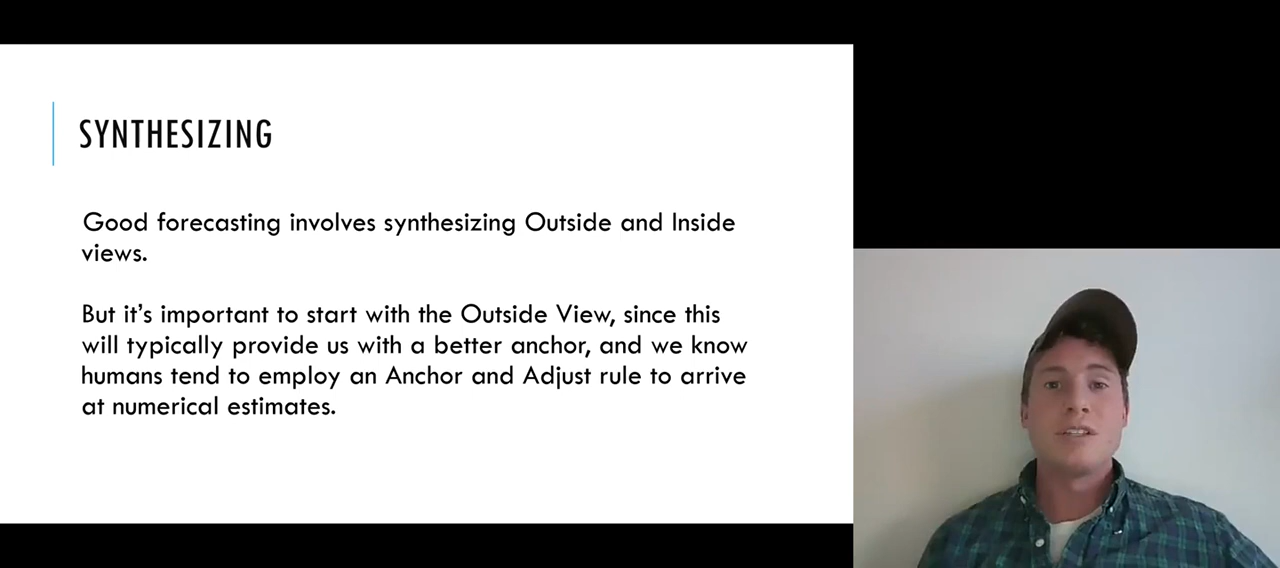 SYNTHESIZING
Good forecasting involves synthesizing Outside and Inside
views.
But it’s important to start with the Outside View, since this
will typically provide us with a better anchor, and we know
humans tend to employ an Anchor and Adjust rule to arrive
at numerical estimates.